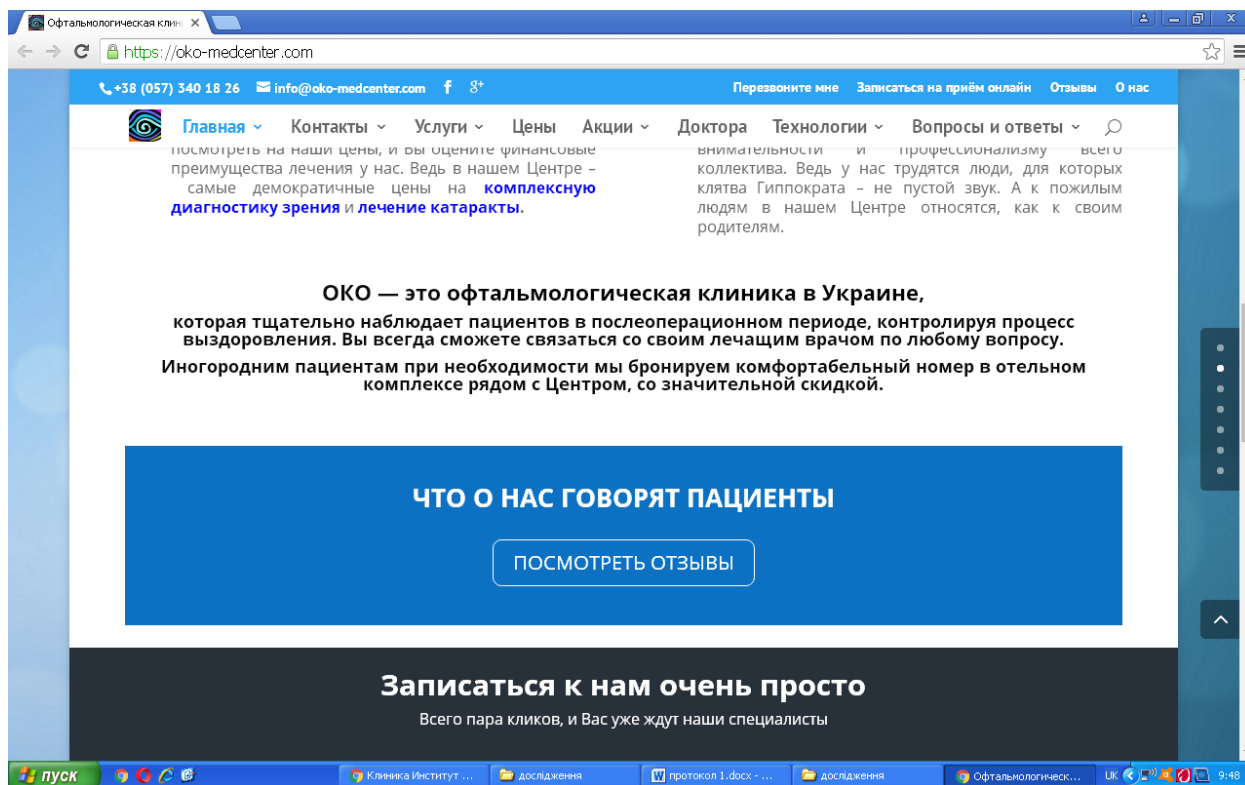 Офтальмологическая клин
https://oko-medcenter.com
+38 (057) 340 18 26 info@oko-medcenter.com f 8+ Перезвоните мне Записаться на приём онлайн Отзывы О нас
Главная Контакты Услуги Цены Акции Доктора Технологии Вопросы и ответы
посмотреть на наши цены, и Вы оцените финансовые
преимущества лечения у нас. Ведь в нашем Центре –
самые демократичные цены на комплексную
диагностику зрения и лечение катаракты.
внимательности и профессионализму всего
коллектива. Ведь у нас трудятся люди, для которых
клятва Гиппократа – не пустой звук. А к пожилым
людям в нашем Центре относятся, как к своим
родителям.
ОКО — это офтальмологическая клиника в Украине,
которая тщательно наблюдает пациентов в послеоперационном периоде, контролируя процесс
выздоровления. Вы всегда сможете связаться со своим лечащим врачом по любому вопросу.
Иногородним пациентам при необходимости мы бронируем комфортабельный номер в отельном
комплексе рядом с Центром, со значительной скидкой.
ЧТО О НАС ГОВОРЯТ ПАЦИЕНТЫ
ПОСМОТРЕТЬ ОТЗЫВЫ
Записаться к нам очень просто
Всего пара кликов, и Вас уже ждут наши специалисты
пуск Клиника Институт ... дослідження протокол 1.docx - ... дослідження Офтальмологическ... UK 9:48